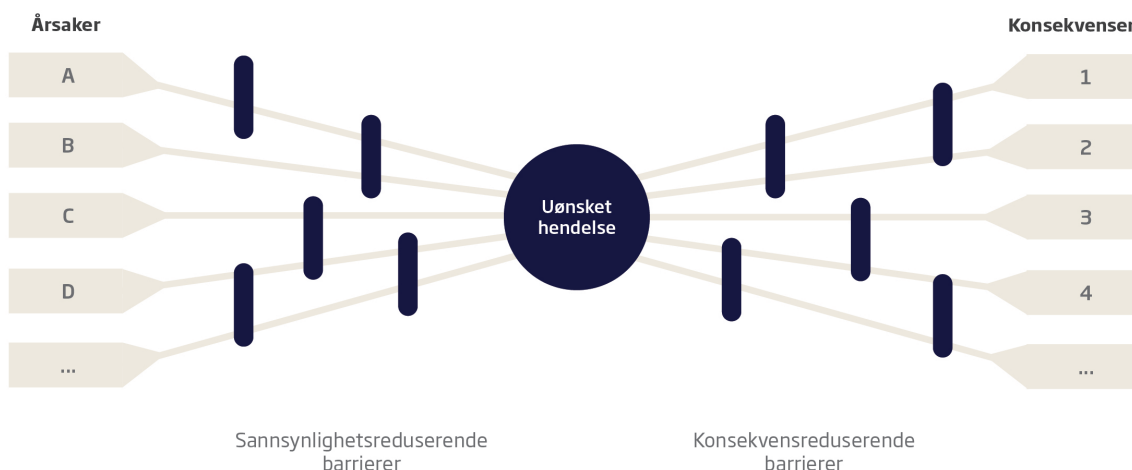 Årsaker
Konsekvenser
A
1
B
2
C
3
D
4
...
...
Uønsket
hendelse
Sannsynlighetsreduserende
barrierer
Konsekvensreduserende
barrierer